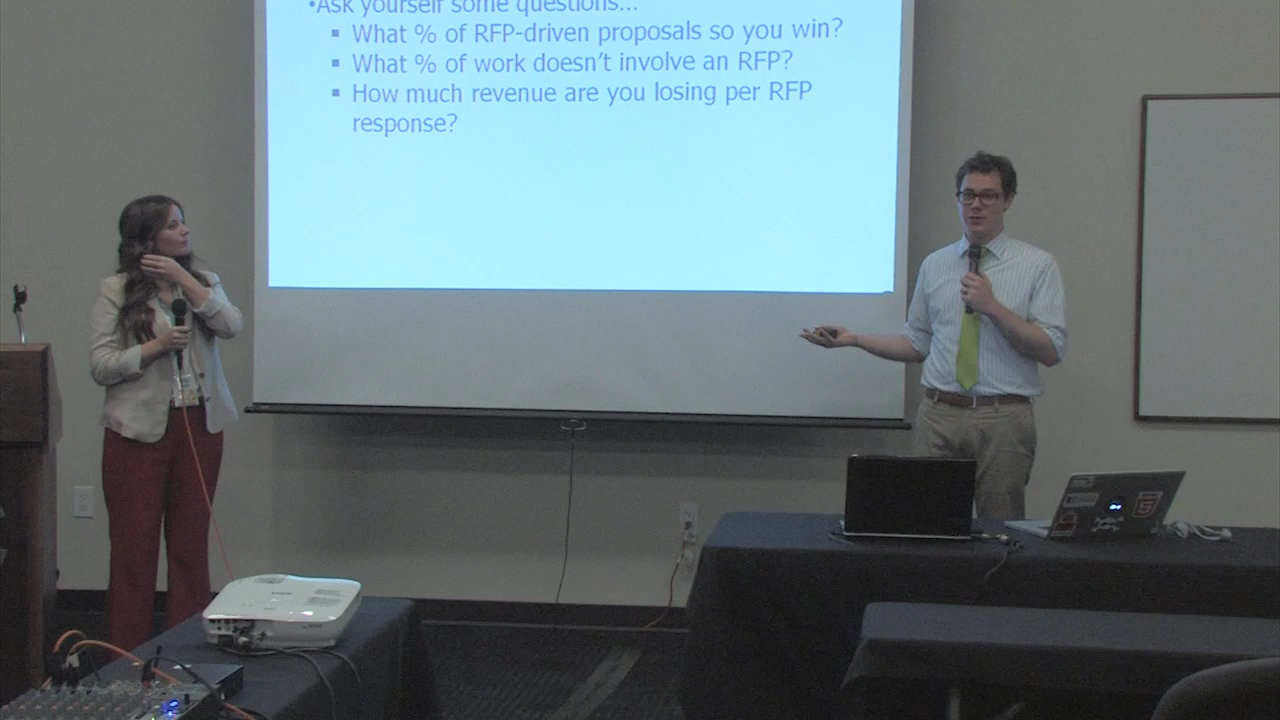 •Ask yourself some questions...
▪ What % of RFP-driven proposals so you win?
▪ What % of work doesn't involve an RFP?
▪ How much revenue are you losing per RFP
response?